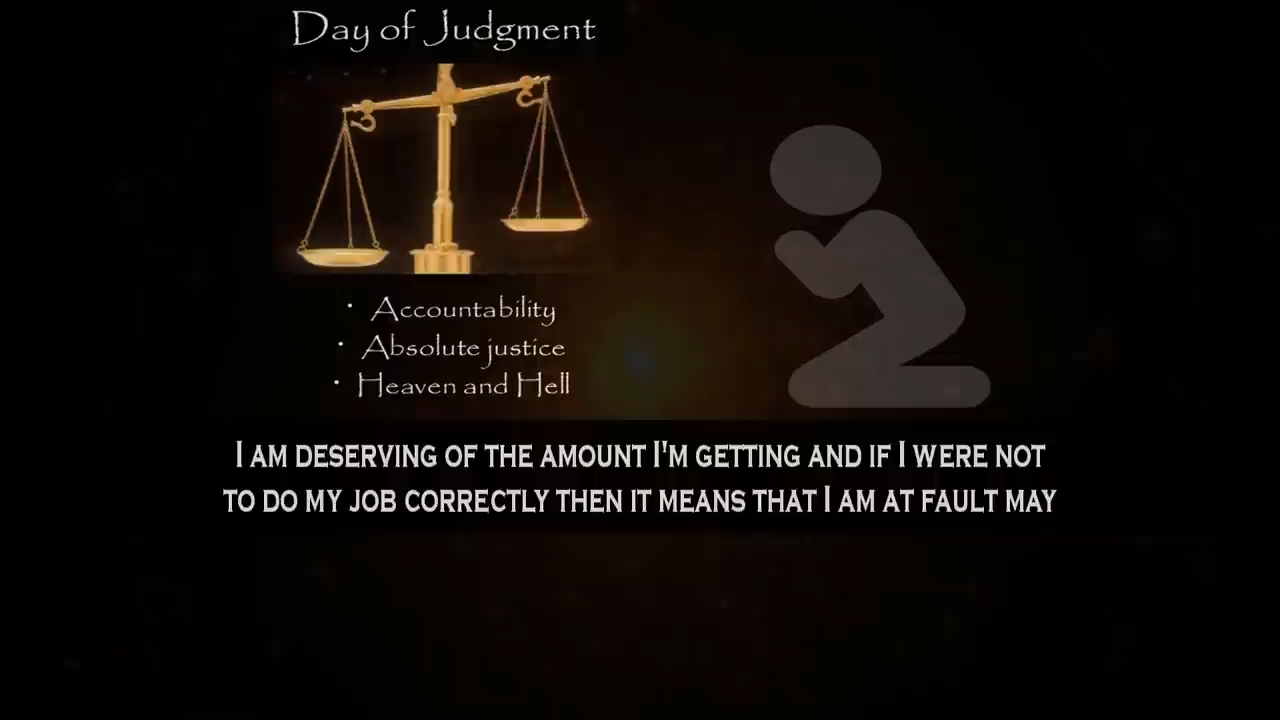 Day of Judgment
· Accountability
· Absolute justice
· Heaven and Hell
I AM DESERVING OF THE AMOUNT I'M GETTING AND IF I WERE NOT
TO DO MY JOB CORRECTLY THEN IT MEANS THAT I AM AT FAULT MAY